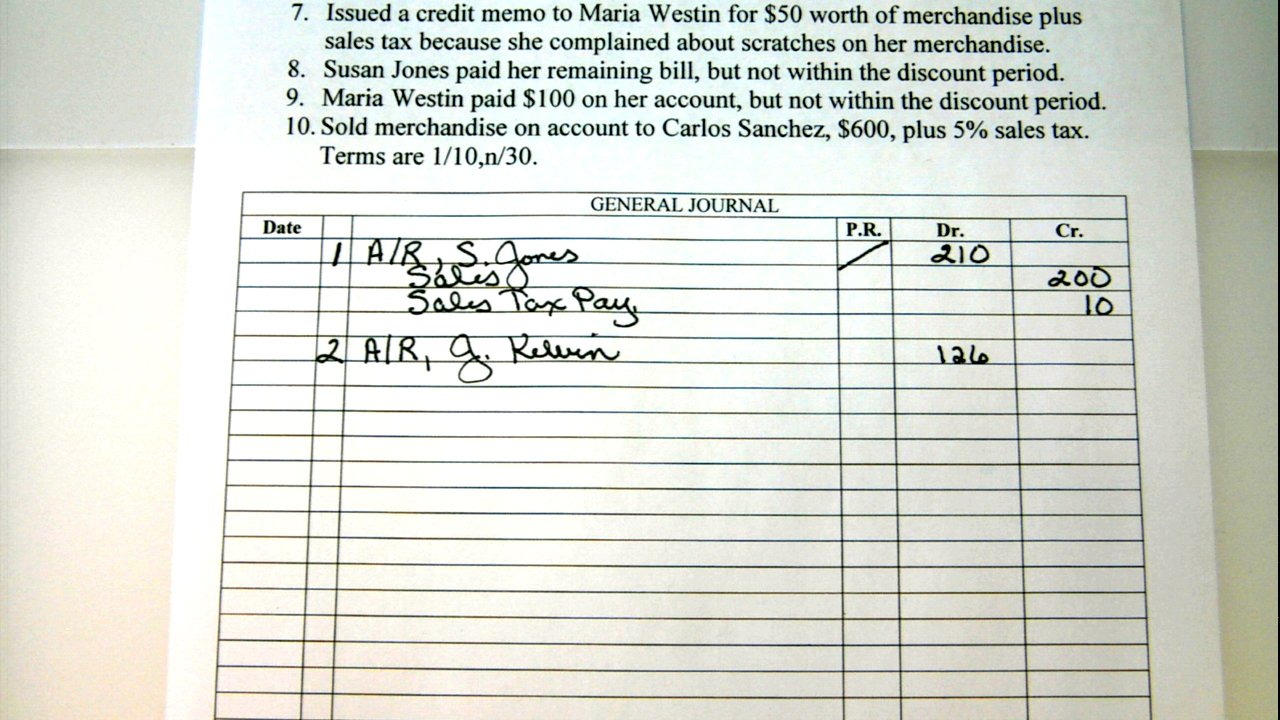 7. Issued a credit memo to Maria Westin for $50 worth of merchandise plus
sales tax because she complained about scratches on her merchandise.
8. Susan Jones paid her remaining bill, but not within the discount period.
9. Maria Westin paid $100 on her account, but not within the discount period.
10. Sold merchandise on account to Carlos Sanchez, $600, plus 5% sales tax.
Terms are 1/10,n/30.
GENERAL JOURNAL
Date P.R. Dr. Cr.
1 A/R, S. Jones 210
Sales 200
Sales Tax Pay. 10
2 A/R, J. Kelvin 126